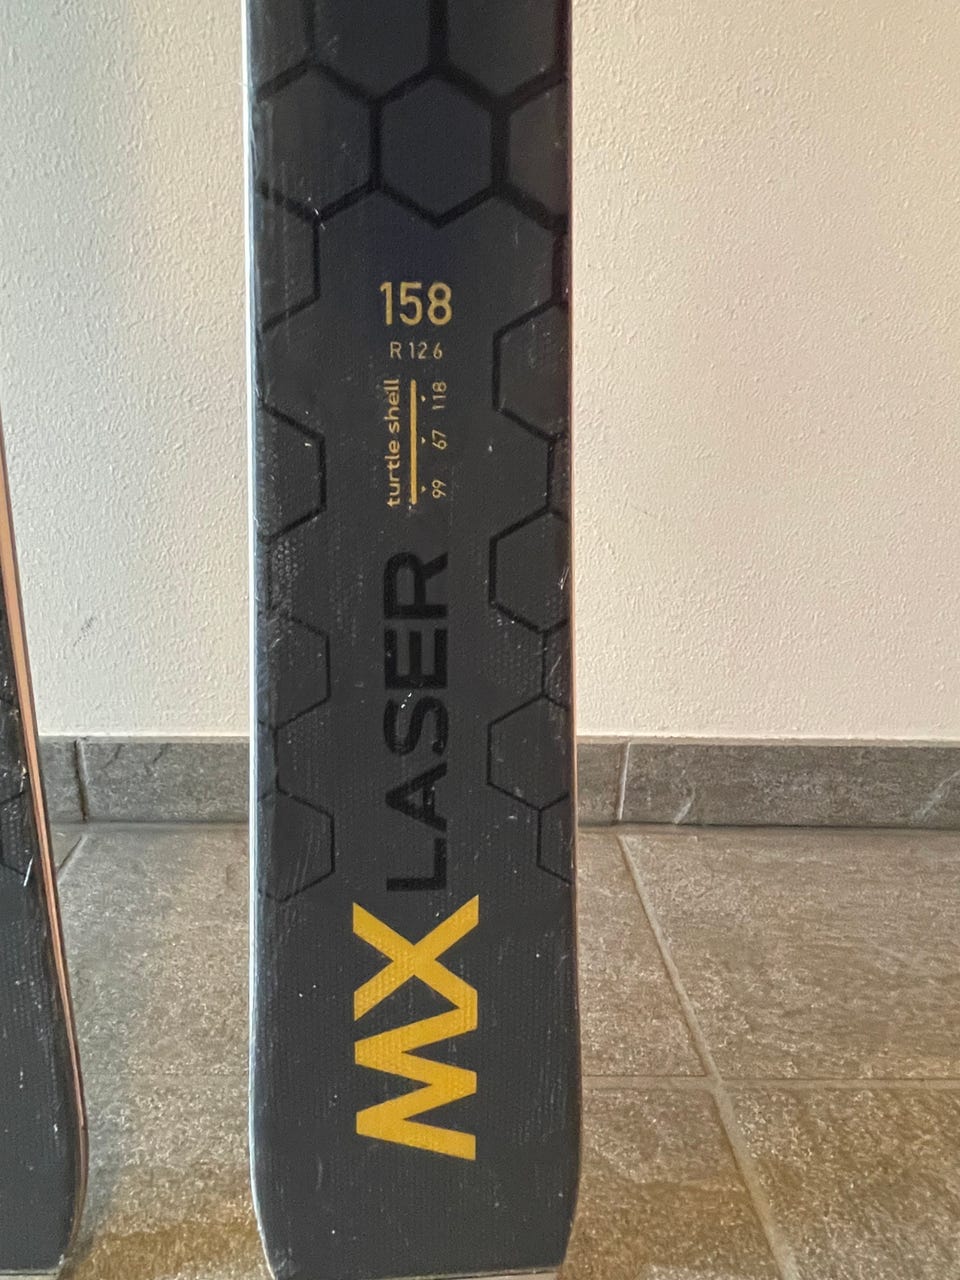 158
R 12.6
turtle shell
99 67 118
LASER
MX